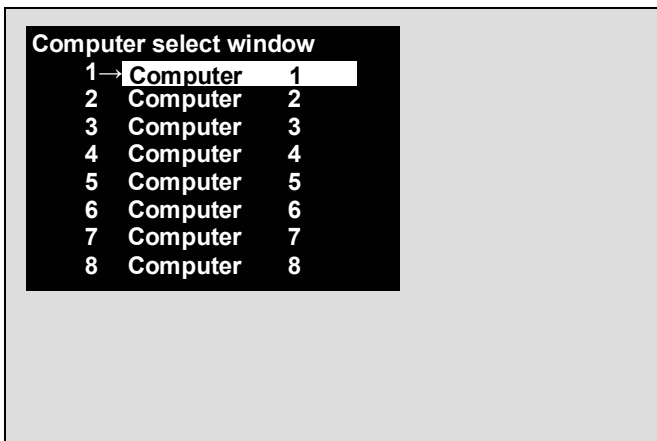 Computer select window
1→ Computer 1
2 Computer 2
3 Computer 3
4 Computer 4
5 Computer 5
6 Computer 6
7 Computer 7
8 Computer 8